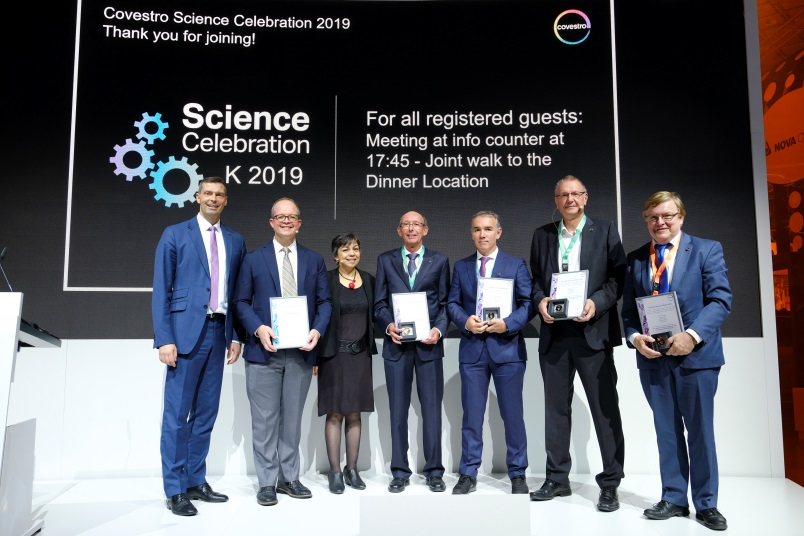 Covestro Science Celebration 2019
Thank you for joining!
covestro
Science
Celebration
K 2019
For all registered guests:
Meeting at info counter at
17:45 - Joint walk to the
Dinner Location
NOVA